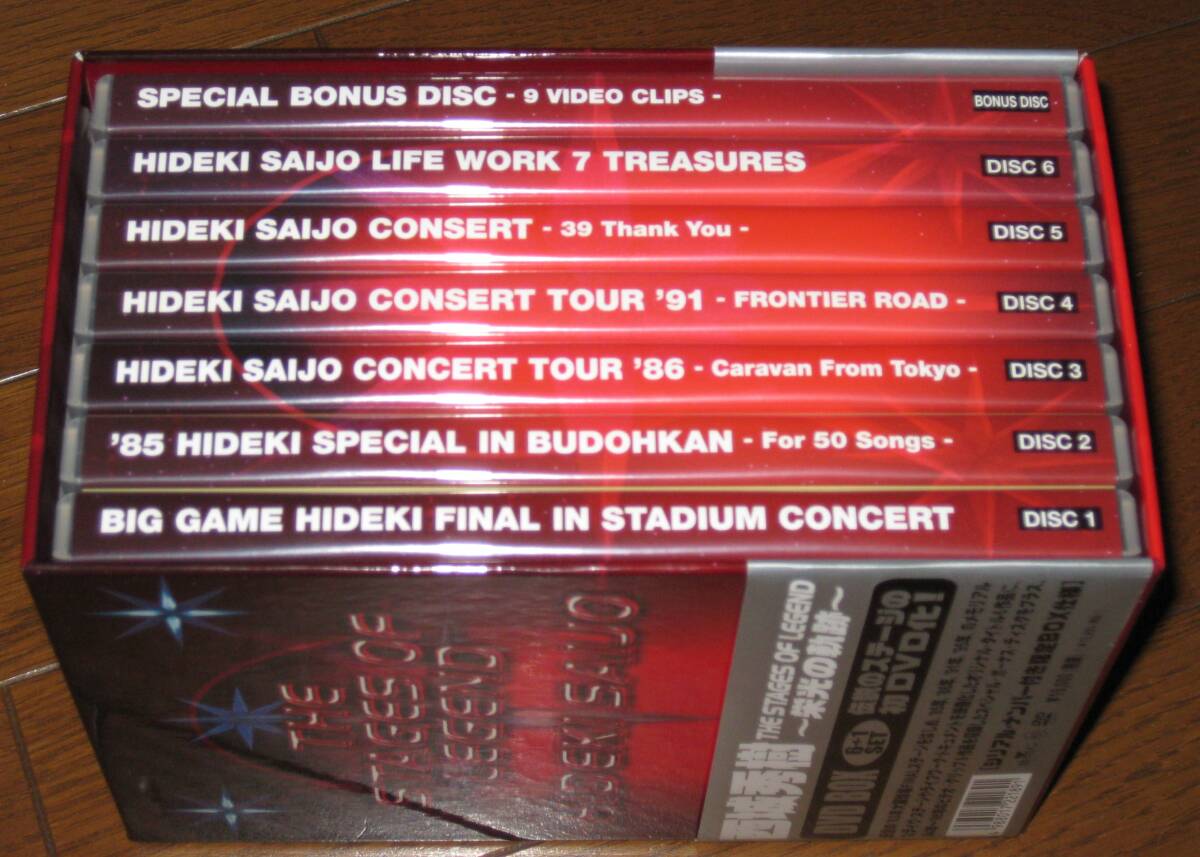 SPECIAL BONUS DISC - 9 VIDEO CLIPS - BONUS DISC
HIDEKI SAIJO LIFE WORK 7 TREASURES DISC 6
HIDEKI SAIJO CONSERT - 39 Thank You - DISC 5
HIDEKI SAIJO CONSERT TOUR '91 - FRONTIER ROAD - DISC 4
HIDEKI SAIJO CONCERT TOUR '86 - Caravan From Tokyo - DISC 3
'85 HIDEKI SPECIAL IN BUDOHKAN - For 50 Songs - DISC 2
BIG GAME HIDEKI FINAL IN STADIUM CONCERT DISC 1
THE
STAGES OF
LEGEND
HIDEKI SAIJO
西城秀樹
THE STAGES OF LEGEND
～栄光の軌跡～
DVD BOX 6+1 SET
伝説のステージの
初DVD化!